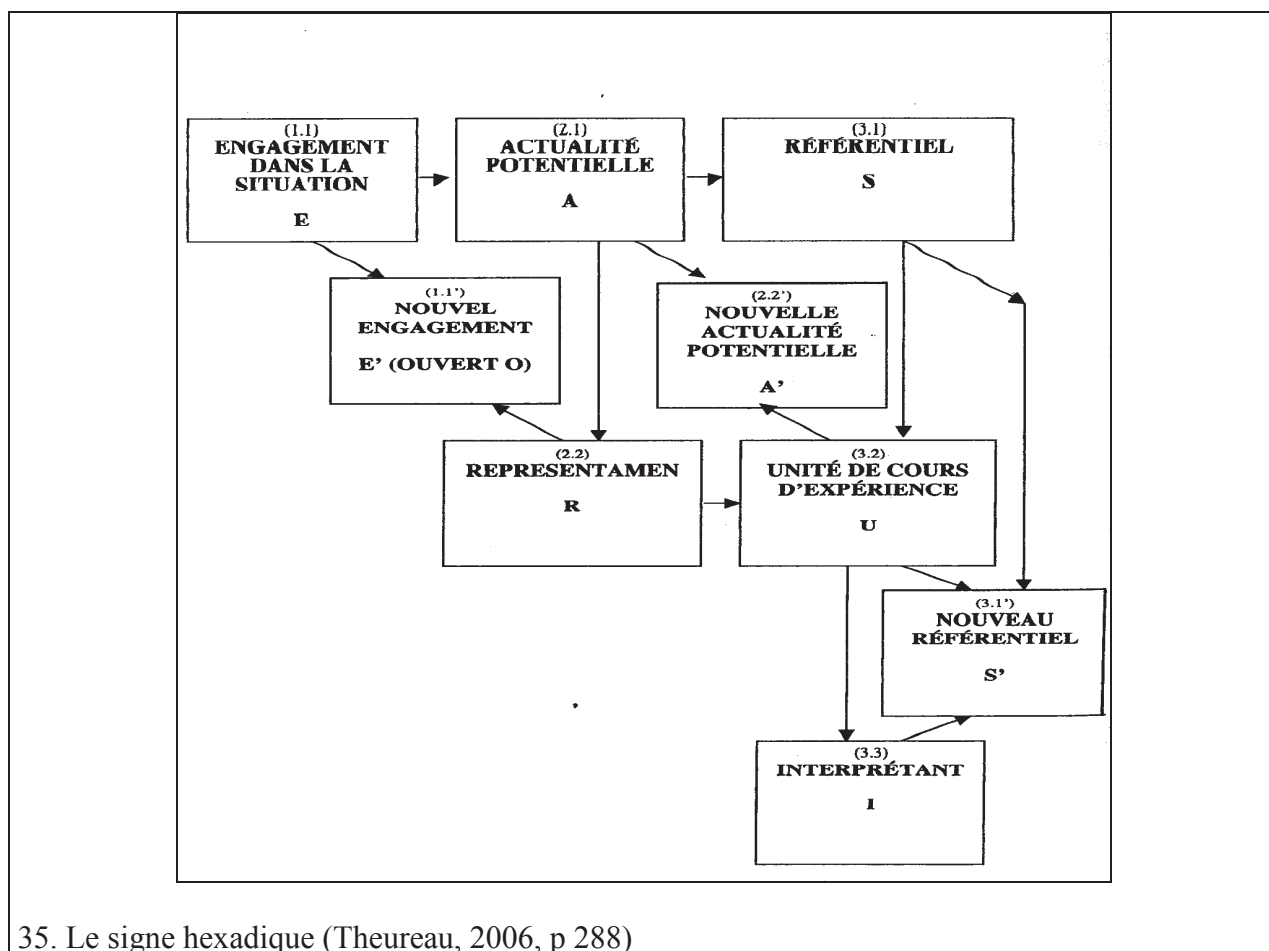 (1.1)
ENGAGEMENT
DANS LA
SITUATION
E
(2.1)
ACTUALITÉ
POTENTIELLE
A
(3.1)
RÉFÉRENTIEL
S
(1.1')
NOUVEL
ENGAGEMENT
E' (OUVERT O)
(2.2')
NOUVELLE
ACTUALITÉ
POTENTIELLE
A'
(2.2)
REPRESENTAMEN
R
(3.2)
UNITÉ DE COURS
D'EXPÉRIENCE
U
(3.1')
NOUVEAU
RÉFÉRENTIEL
S'
(3.3)
INTERPRÉTANT
I
35. Le signe hexadique (Theureau, 2006, p 288)